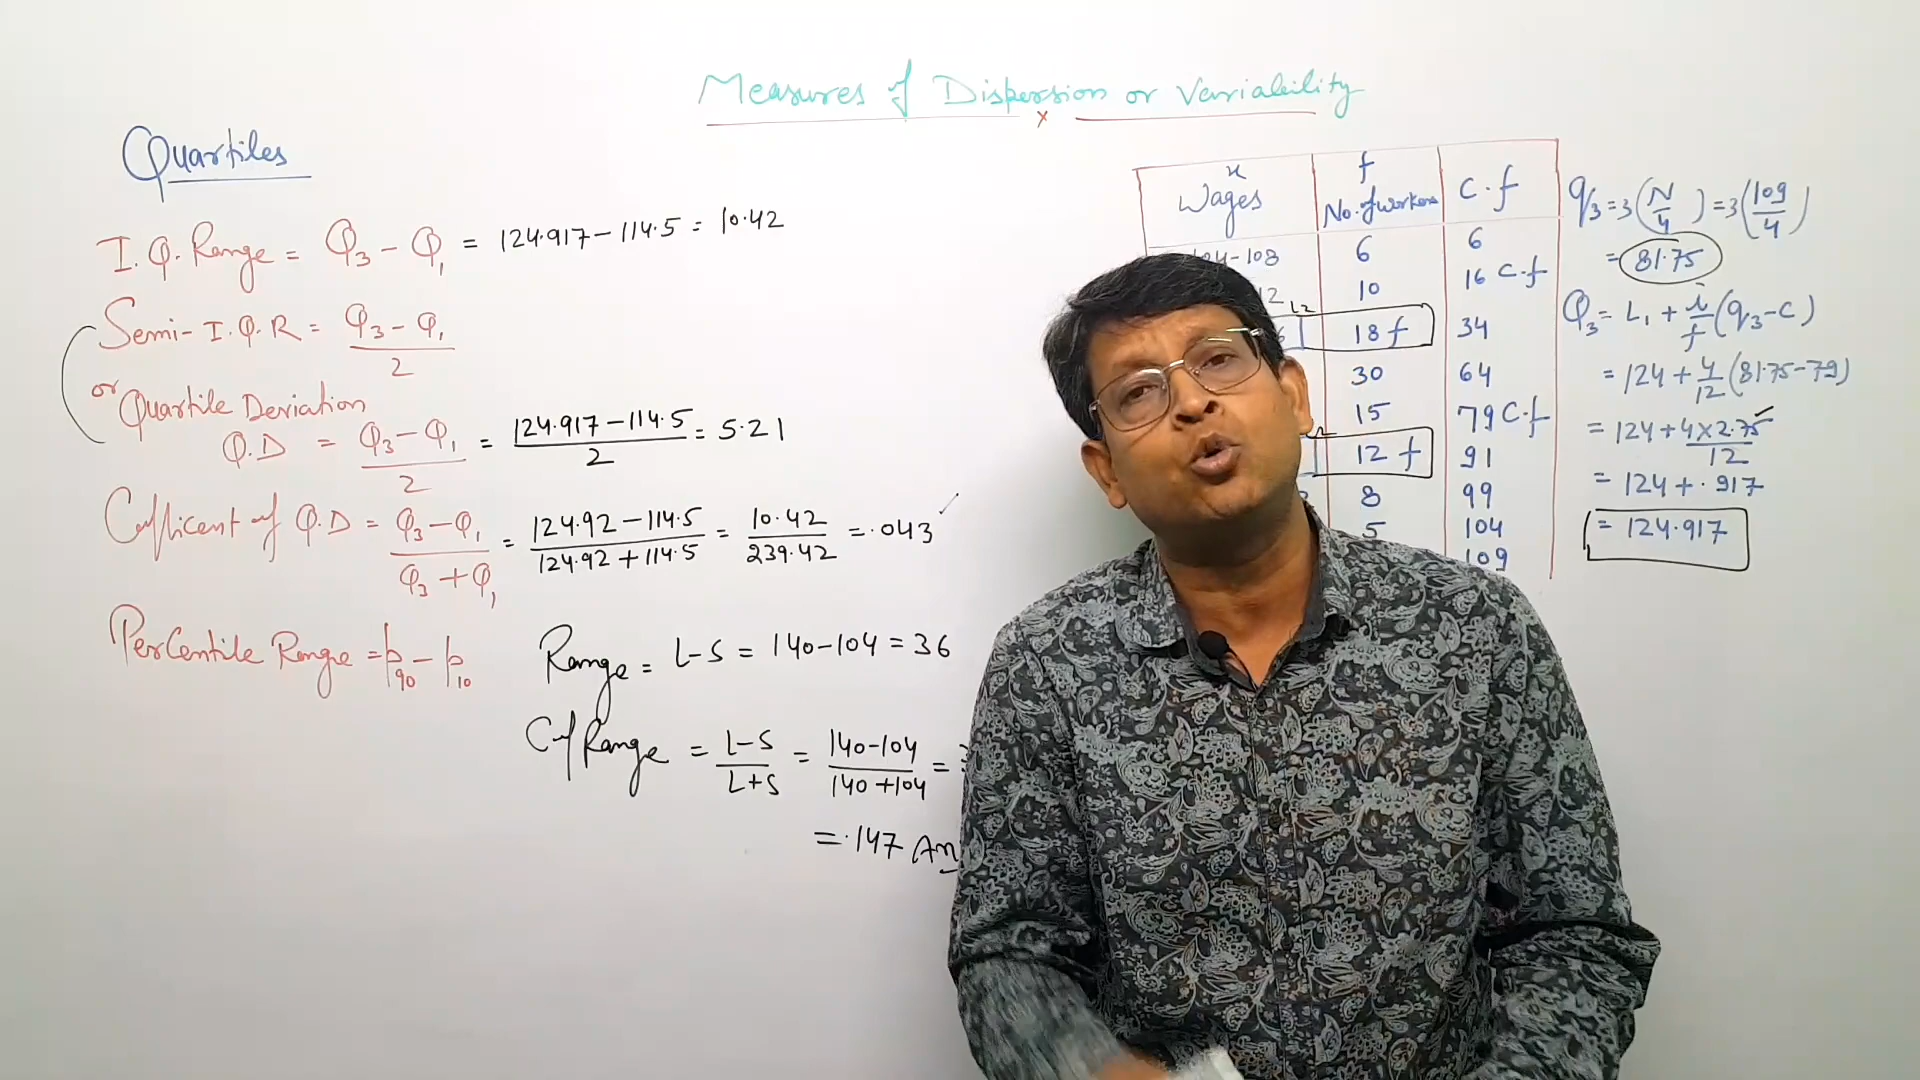 Measures of Dispersion or Variability
x
Quartiles
I.Q. Range = Q₃ - Q₁ = 124.917 - 114.5 = 10.42
Semi-I.Q.R = Q₃ - Q₁ / 2
or Quartile Deviation
Q.D = Q₃ - Q₁ / 2 = 124.917 - 114.5 / 2 = 5.21
Cofficent of Q.D = Q₃ - Q₁ / Q₃ + Q₁ = 124.92 - 114.5 / 124.92 + 114.5 = 10.42 / 239.42 = .043
Percentile Range = p₉₀ - p₁₀
Range = L-S = 140-104 = 36
C of Range = L-S / L+S = 140-104 / 140+104 =
= .147 An
x f
Wages No. of workers C.f
104-108 6 6
12 10 16 C.f
18 f 34
30 64
15 79 C.f
12 f 91
8 99
5 104
109
q₃ = 3(N/4) = 3(109/4)
= 81.75
Q₃ = L₁ + i/f (q₃-C)
= 124 + 4/12 (81.75-79)
= 124 + 4×2.75 / 12
= 124 + .917
= 124.917